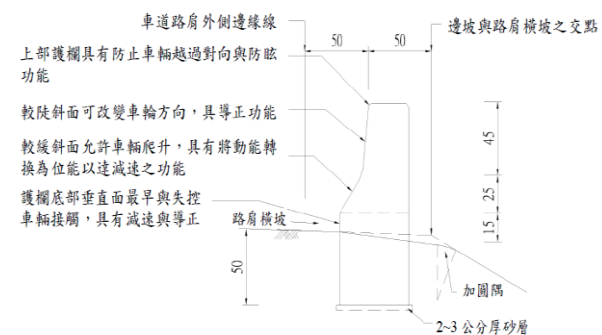 車道路肩外側邊緣線
50
50
邊坡與路肩橫坡之交點
上部護欄具有防止車輛越過對向與防眩
功能
較陡斜面可改變車輪方向，具導正功能
較緩斜面允許車輛爬升，具有將動能轉
換為位能以達減速之功能
護欄底部垂直面最早與失控
車輛接觸，具有減速與導正
路肩橫坡
45
25
15
50
加圓隅
2~3 公分厚砂層